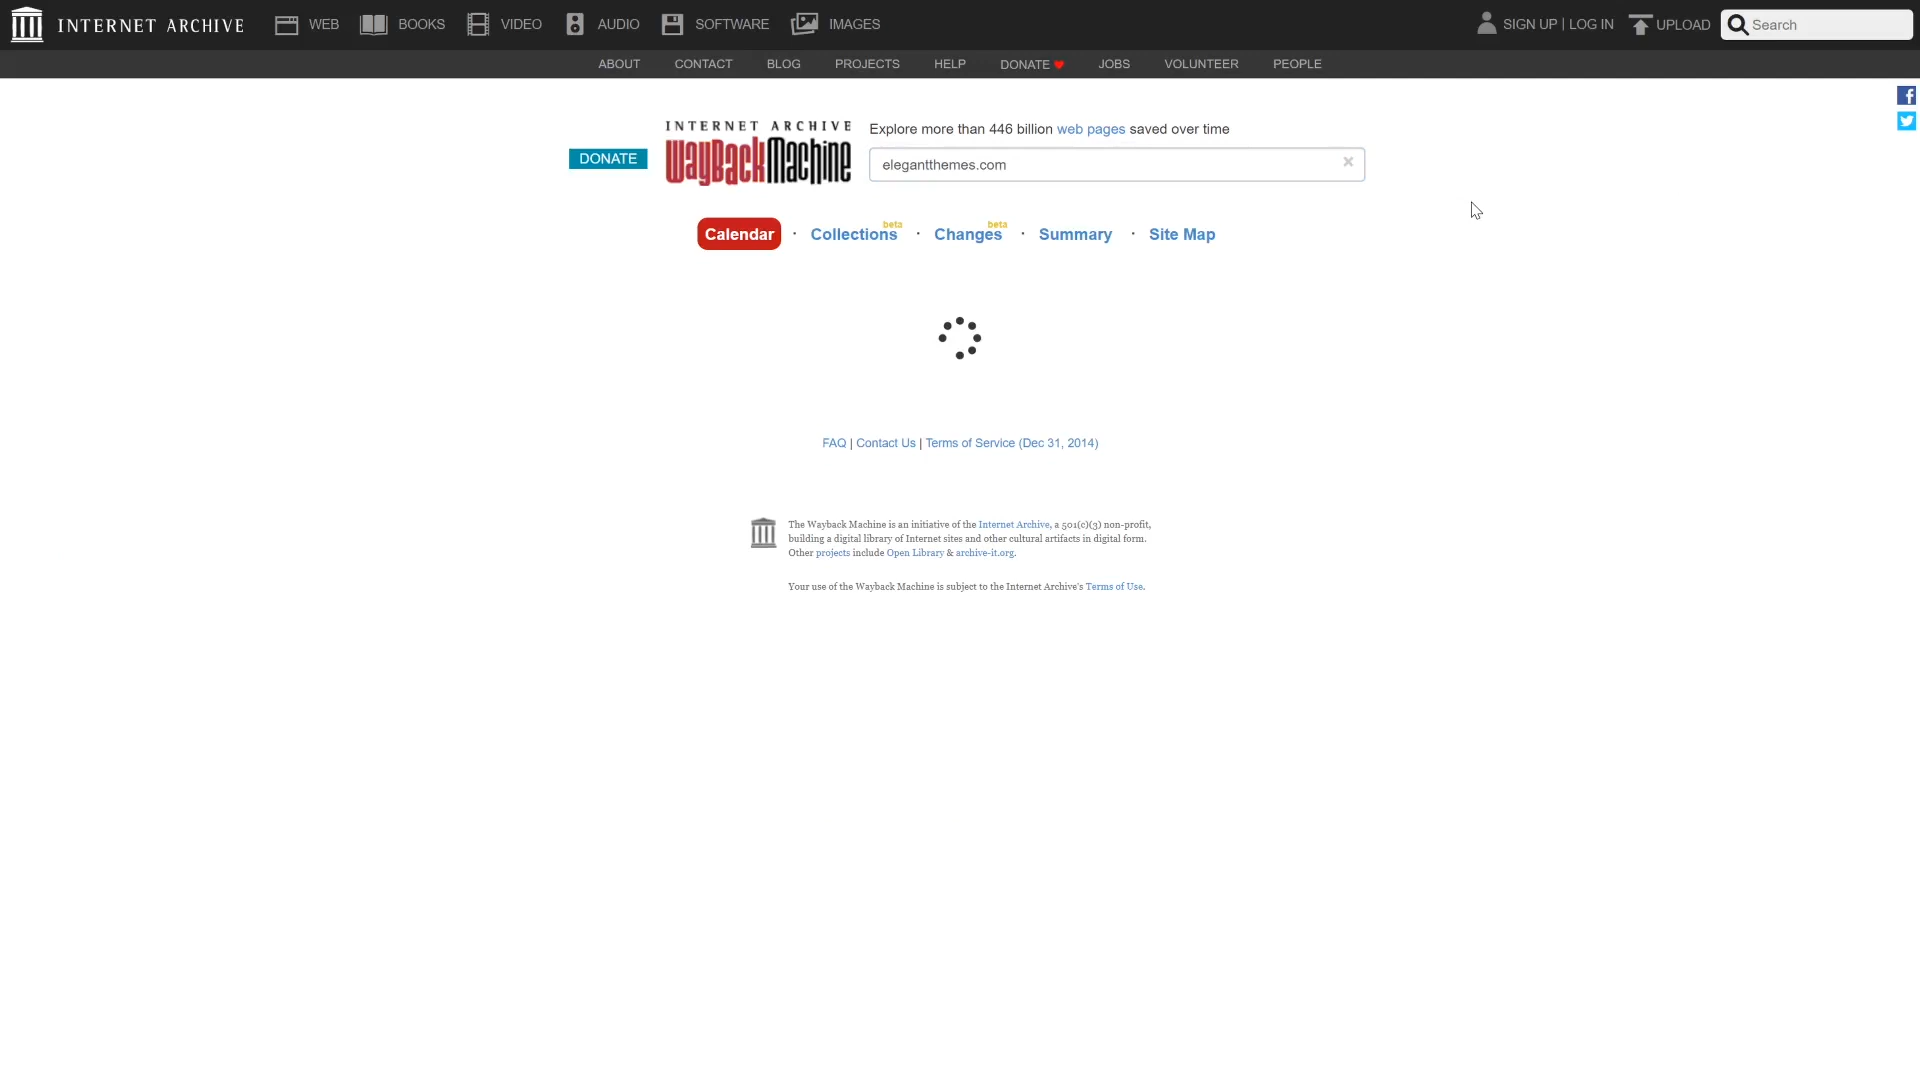 INTERNET ARCHIVE WEB BOOKS VIDEO AUDIO SOFTWARE IMAGES SIGN UP | LOG IN UPLOAD Search
ABOUT CONTACT BLOG PROJECTS HELP DONATE JOBS VOLUNTEER PEOPLE
DONATE
INTERNET ARCHIVE
WayBackMachine
Explore more than 446 billion web pages saved over time
elegantthemes.com
Calendar · Collections beta · Changes beta · Summary · Site Map
FAQ | Contact Us | Terms of Service (Dec 31, 2014)
The Wayback Machine is an initiative of the Internet Archive, a 501(c)(3) non-profit,
building a digital library of Internet sites and other cultural artifacts in digital form.
Other projects include Open Library & archive-it.org.
Your use of the Wayback Machine is subject to the Internet Archive's Terms of Use.